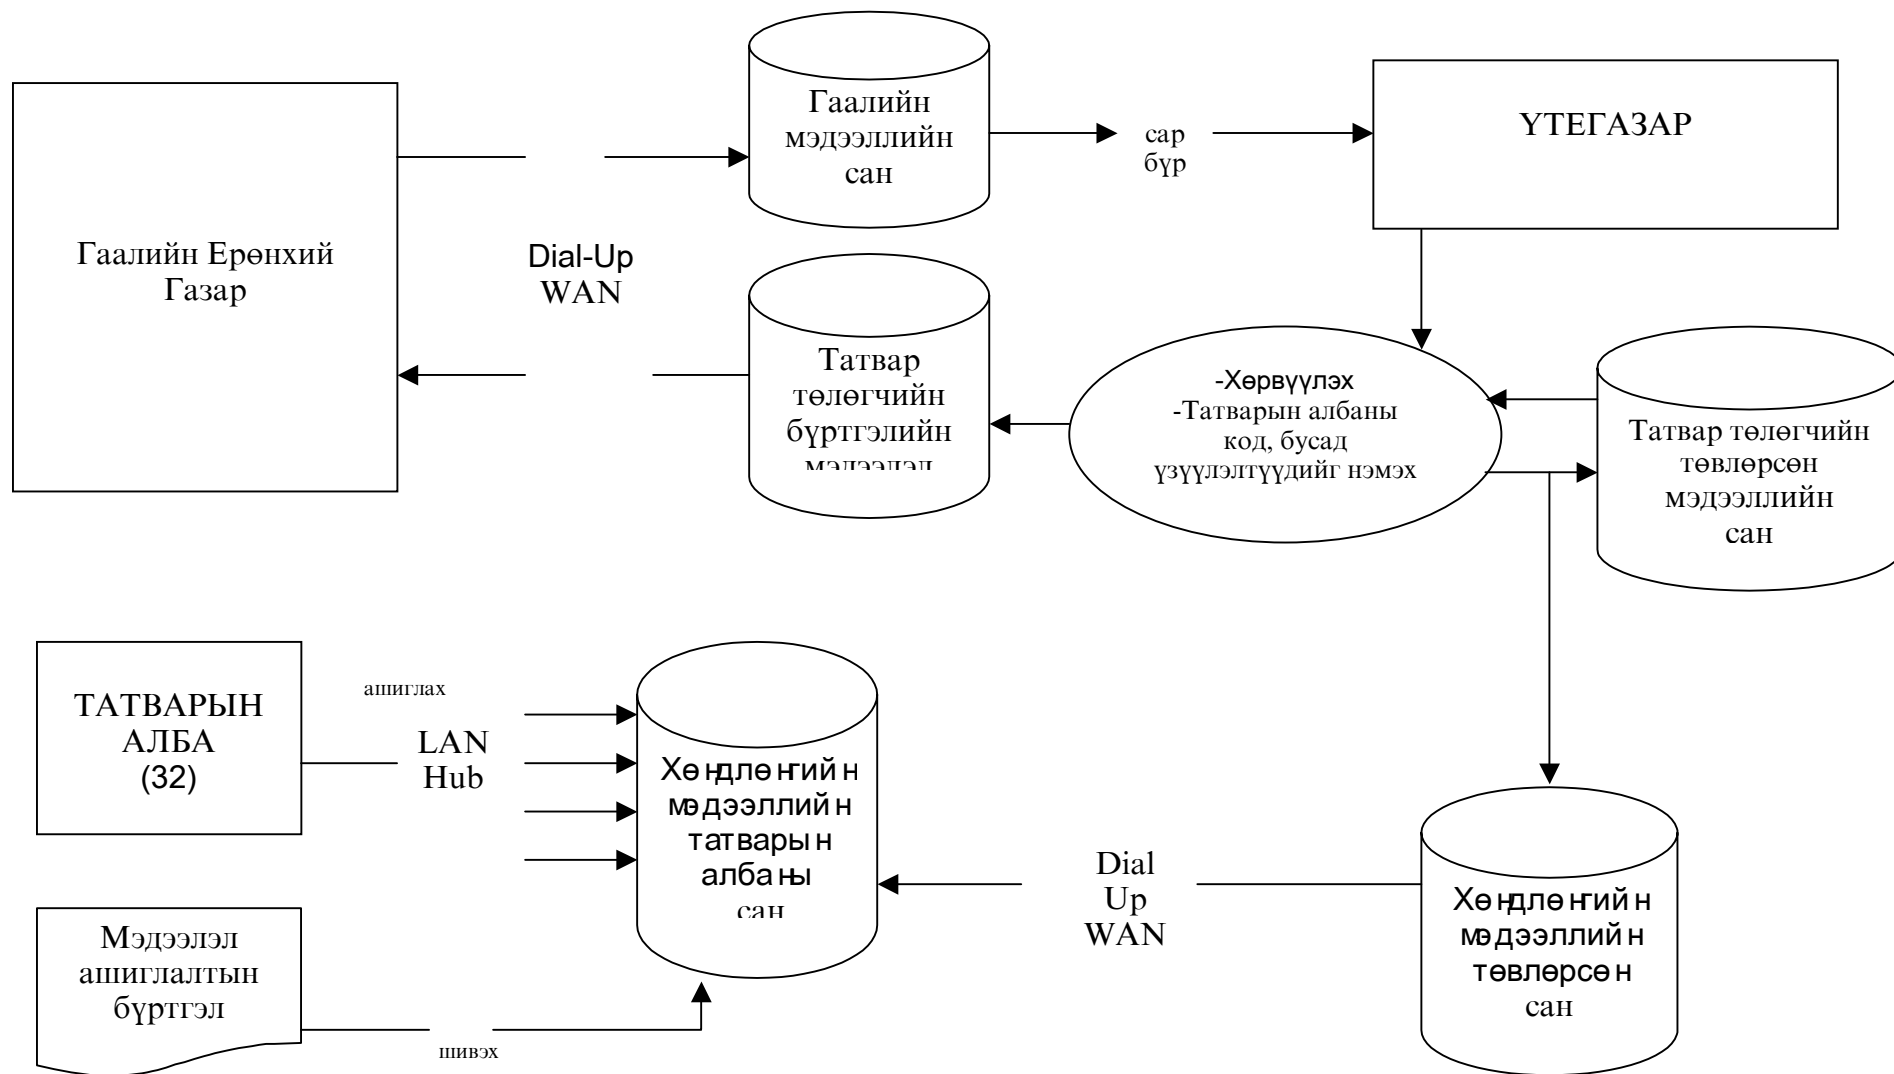 Гаалийн Ерөнхий
Газар
Dial-Up
WAN
Гаалийн
мэдээллийн
сан
сар
бүр
ҮТЕГАЗАР
Татвар
төлөгчийн
бүртгэлийн
мэдээлэл
-Хөрвүүлэх
-Татварын албаны
код, бусад
үзүүлэлтүүдийг нэмэх
Татвар төлөгчийн
төвлөрсөн
мэдээллийн
сан
ТАТВАРЫН
АЛБА
(32)
ашиглах
LAN
Hub
Хөндлөнгийн
мэдээллийн
татварын
албаны
сан
Dial
Up
WAN
Хөндлөнгийн
мэдээллийн
төвлөрсөн
сан
Мэдээлэл
ашиглалтын
бүртгэл
шивэх